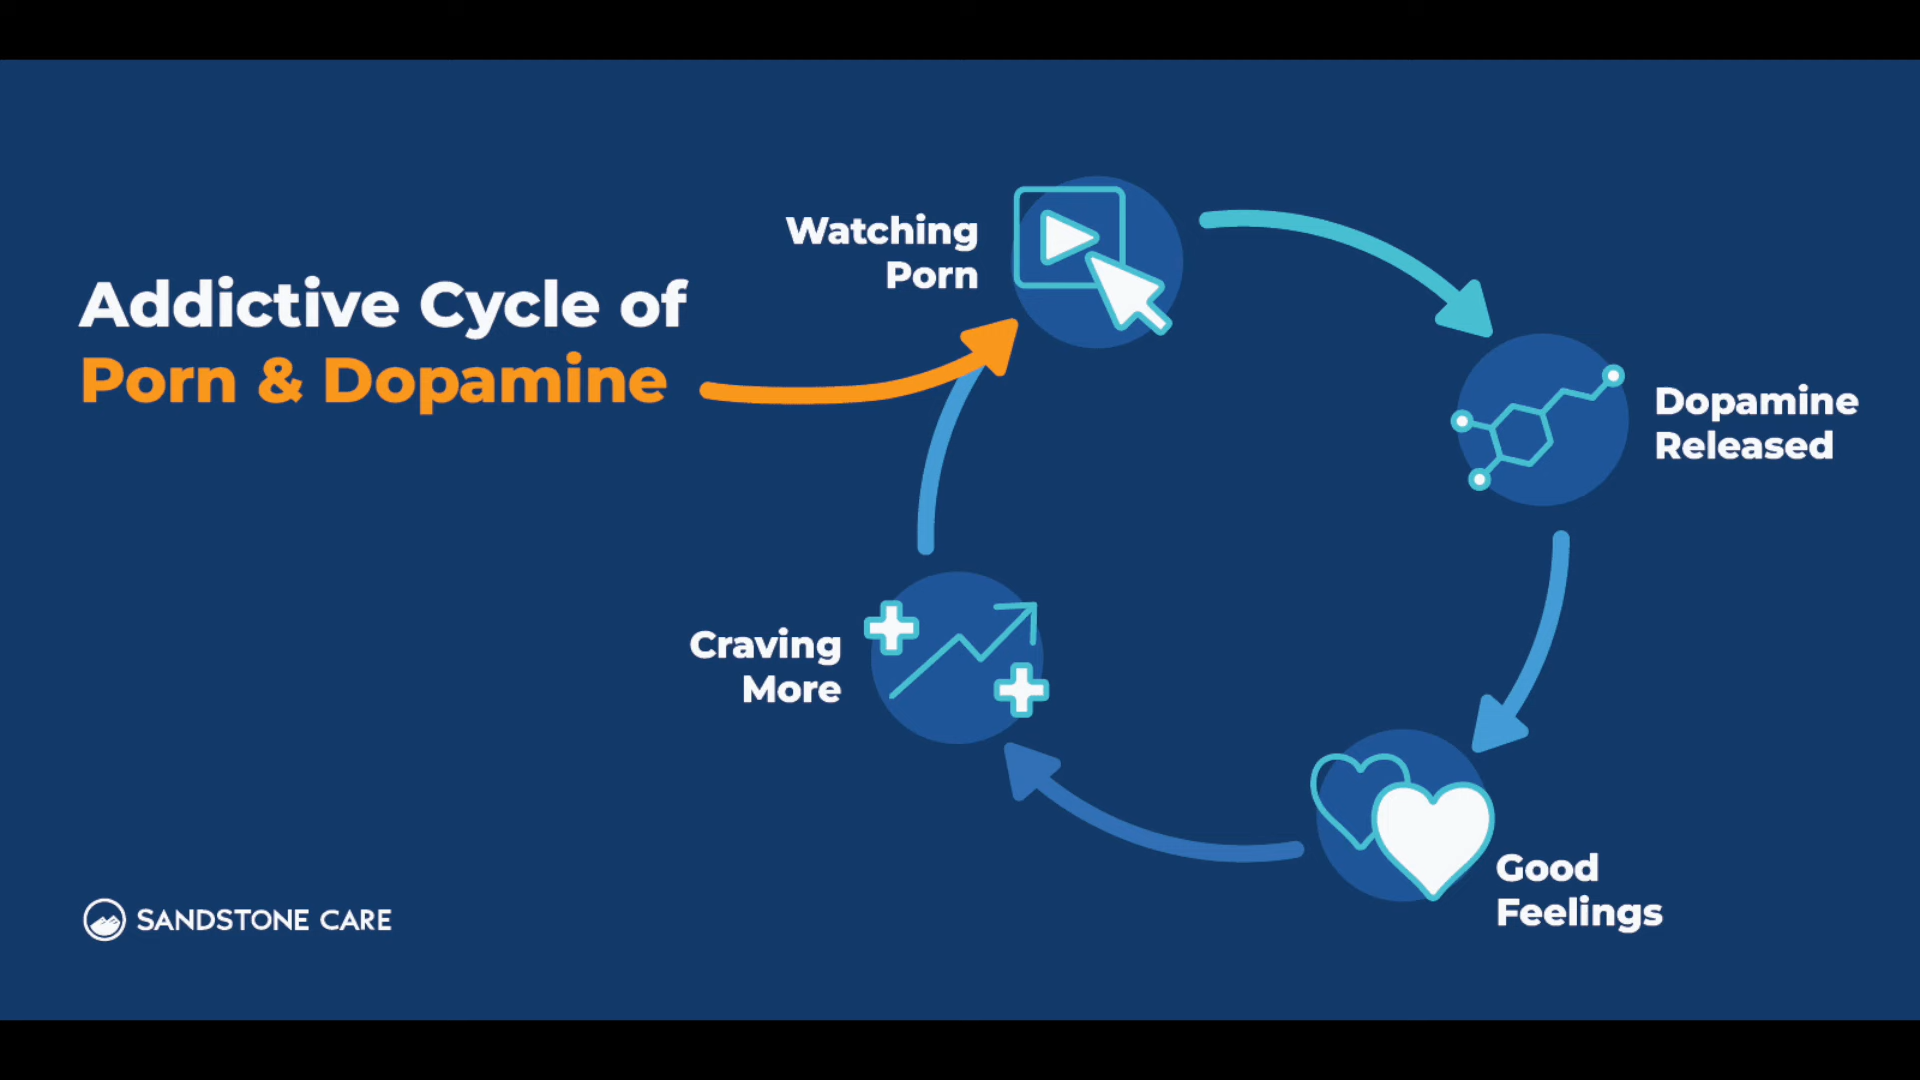 Addictive Cycle of
Porn & Dopamine
Watching
Porn
Dopamine
Released
Good
Feelings
Craving
More
SANDSTONE CARE